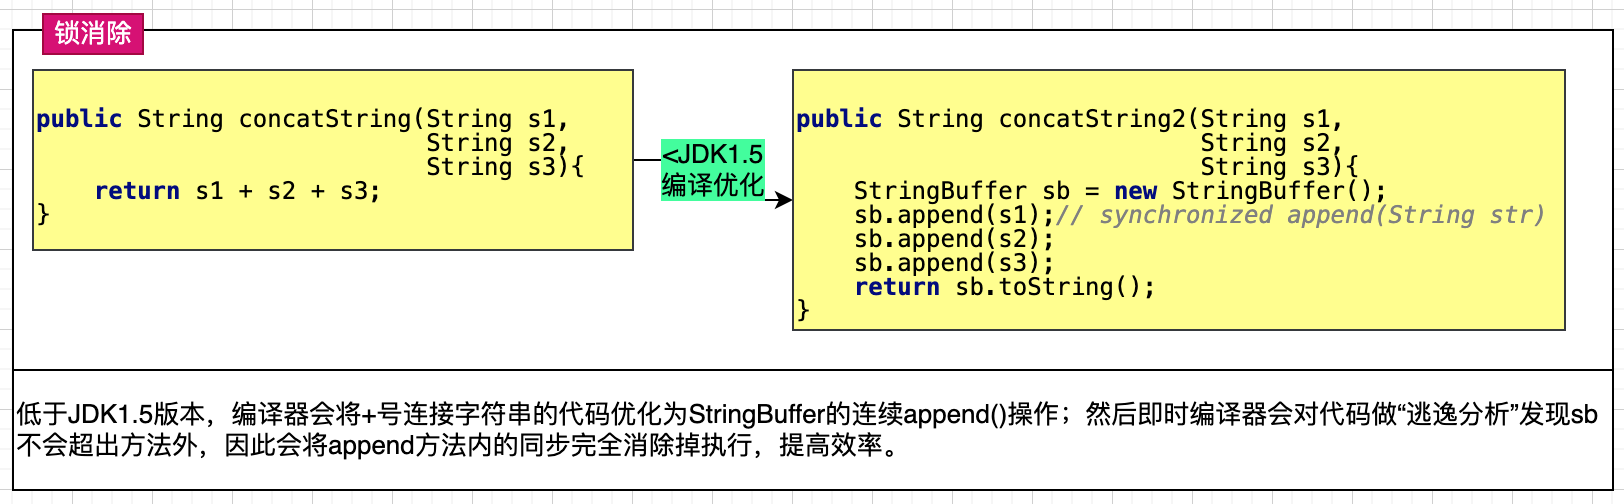 锁消除
public String concatString(String s1,
String s2,
String s3){
return s1 + s2 + s3;
}
<JDK1.5
编译优化
public String concatString2(String s1,
String s2,
String s3){
StringBuffer sb = new StringBuffer();
sb.append(s1);// synchronized append(String str)
sb.append(s2);
sb.append(s3);
return sb.toString();
}
低于JDK1.5版本，编译器会将+号连接字符串的代码优化为StringBuffer的连续append()操作；然后即时编译器会对代码做“逃逸分析”发现sb
不会超出方法外，因此会将append方法内的同步完全消除掉执行，提高效率。